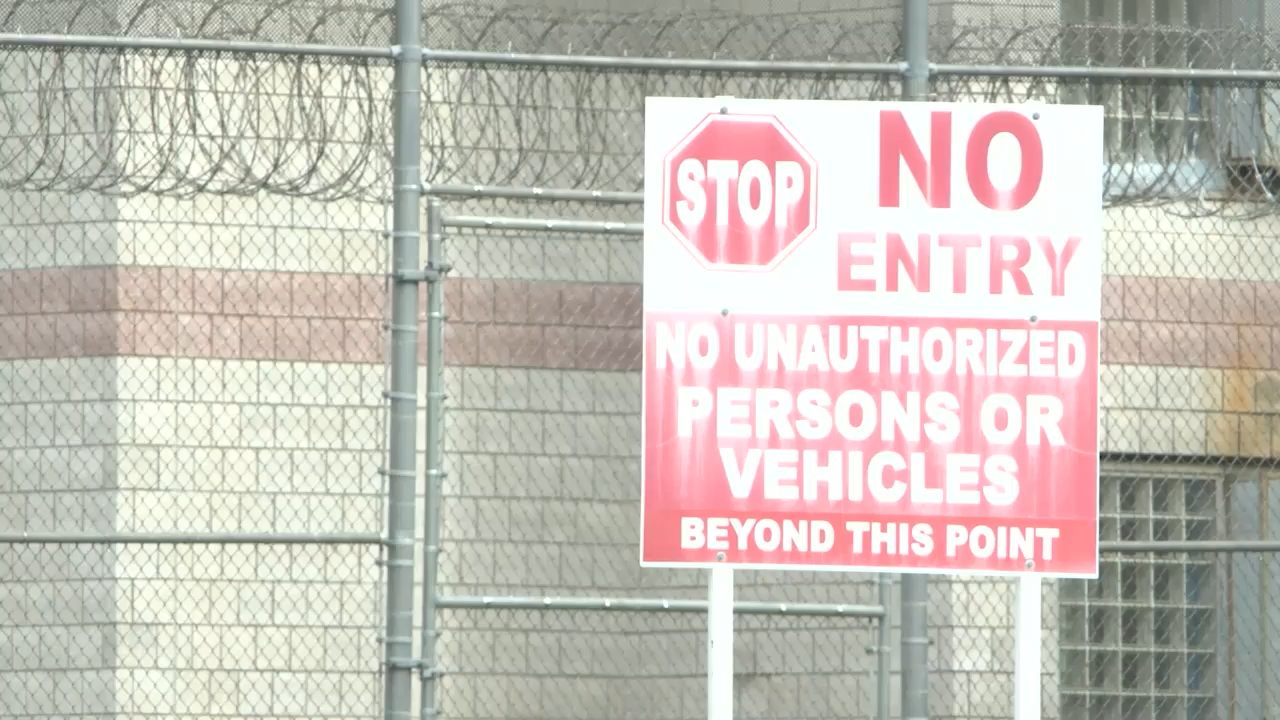 STOP
NO
ENTRY
NO UNAUTHORIZED
PERSONS OR
VEHICLES
BEYOND THIS POINT